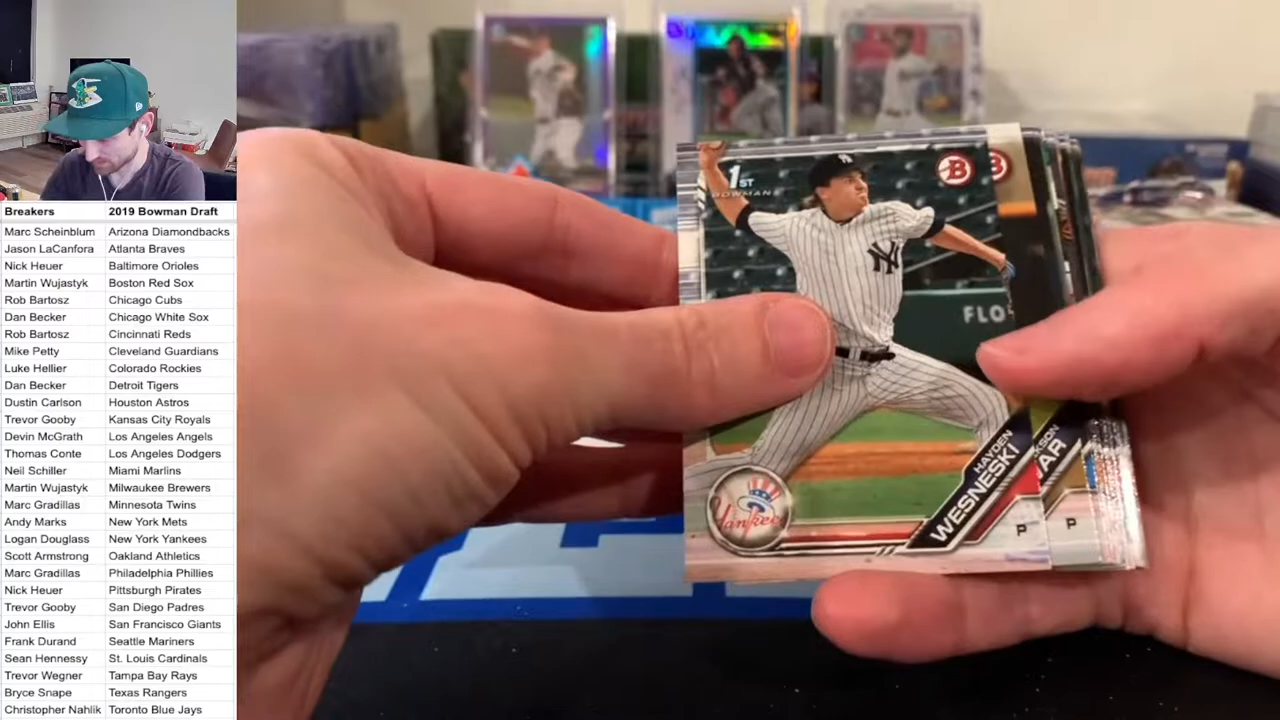 Breakers 2019 Bowman Draft
Marc Scheinblum Arizona Diamondbacks
Jason LaCanfora Atlanta Braves
Nick Heuer Baltimore Orioles
Martin Wujastyk Boston Red Sox
Rob Bartosz Chicago Cubs
Dan Becker Chicago White Sox
Rob Bartosz Cincinnati Reds
Mike Petty Cleveland Guardians
Luke Hellier Colorado Rockies
Dan Becker Detroit Tigers
Dustin Carlson Houston Astros
Trevor Gooby Kansas City Royals
Devin McGrath Los Angeles Angels
Thomas Conte Los Angeles Dodgers
Neil Schiller Miami Marlins
Martin Wujastyk Milwaukee Brewers
Marc Gradillas Minnesota Twins
Andy Marks New York Mets
Logan Douglass New York Yankees
Scott Armstrong Oakland Athletics
Marc Gradillas Philadelphia Phillies
Nick Heuer Pittsburgh Pirates
Trevor Gooby San Diego Padres
John Ellis San Francisco Giants
Frank Durand Seattle Mariners
Sean Hennessy St. Louis Cardinals
Trevor Wegner Tampa Bay Rays
Bryce Snape Texas Rangers
Christopher Nahlik Toronto Blue Jays
1ST
BOWMAN
B
B
NY
NY
FLO
HAYDEN
WESNESKI
P
Yankees
P